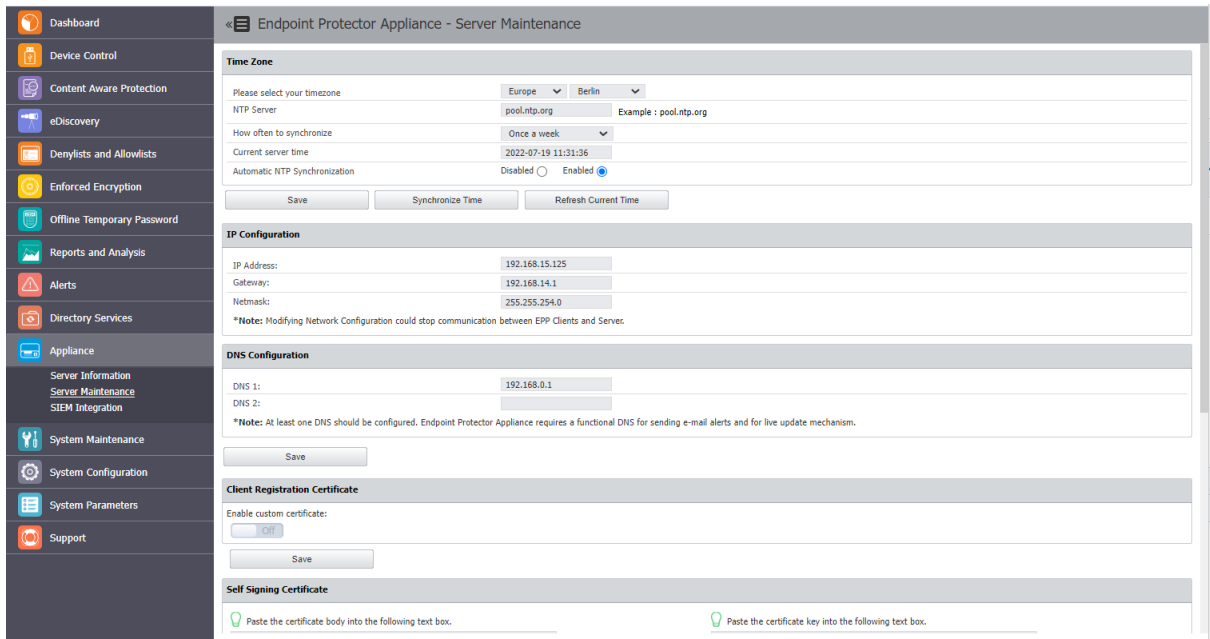 Dashboard
Device Control
Content Aware Protection
eDiscovery
Denylists and Allowlists
Enforced Encryption
Offline Temporary Password
Reports and Analysis
Alerts
Directory Services
Appliance
Server Information
Server Maintenance
SIEM Integration
System Maintenance
System Configuration
System Parameters
Support
« Endpoint Protector Appliance - Server Maintenance
Time Zone
Please select your timezone Europe Berlin
NTP Server pool.ntp.org Example : pool.ntp.org
How often to synchronize Once a week
Current server time 2022-07-19 11:31:36
Automatic NTP Synchronization Disabled Enabled
Save Synchronize Time Refresh Current Time
IP Configuration
IP Address: 192.168.15.125
Gateway: 192.168.14.1
Netmask: 255.255.254.0
*Note: Modifying Network Configuration could stop communication between EPP Clients and Server.
DNS Configuration
DNS 1: 192.168.0.1
DNS 2:
*Note: At least one DNS should be configured. Endpoint Protector Appliance requires a functional DNS for sending e-mail alerts and for live update mechanism.
Save
Client Registration Certificate
Enable custom certificate:
Off
Save
Self Signing Certificate
Paste the certificate body into the following text box. Paste the certificate key into the following text box.